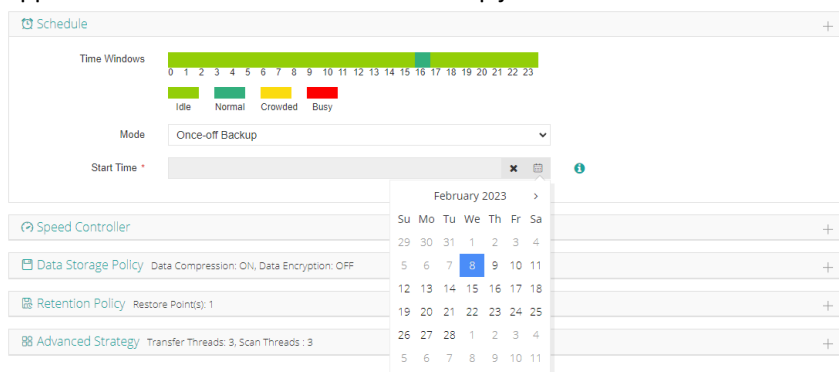 Schedule
Time Windows
0 1 2 3 4 5 6 7 8 9 10 11 12 13 14 15 16 17 18 19 20 21 22 23
Idle Normal Crowded Busy
Mode Once-off Backup
Start Time *
February 2023
Su Mo Tu We Th Fr Sa
29 30 31 1 2 3 4
5 6 7 8 9 10 11
12 13 14 15 16 17 18
19 20 21 22 23 24 25
26 27 28 1 2 3 4
5 6 7 8 9 10 11
Speed Controller
Data Storage Policy Data Compression: ON, Data Encryption: OFF
Retention Policy Restore Point(s): 1
Advanced Strategy Transfer Threads: 3, Scan Threads : 3